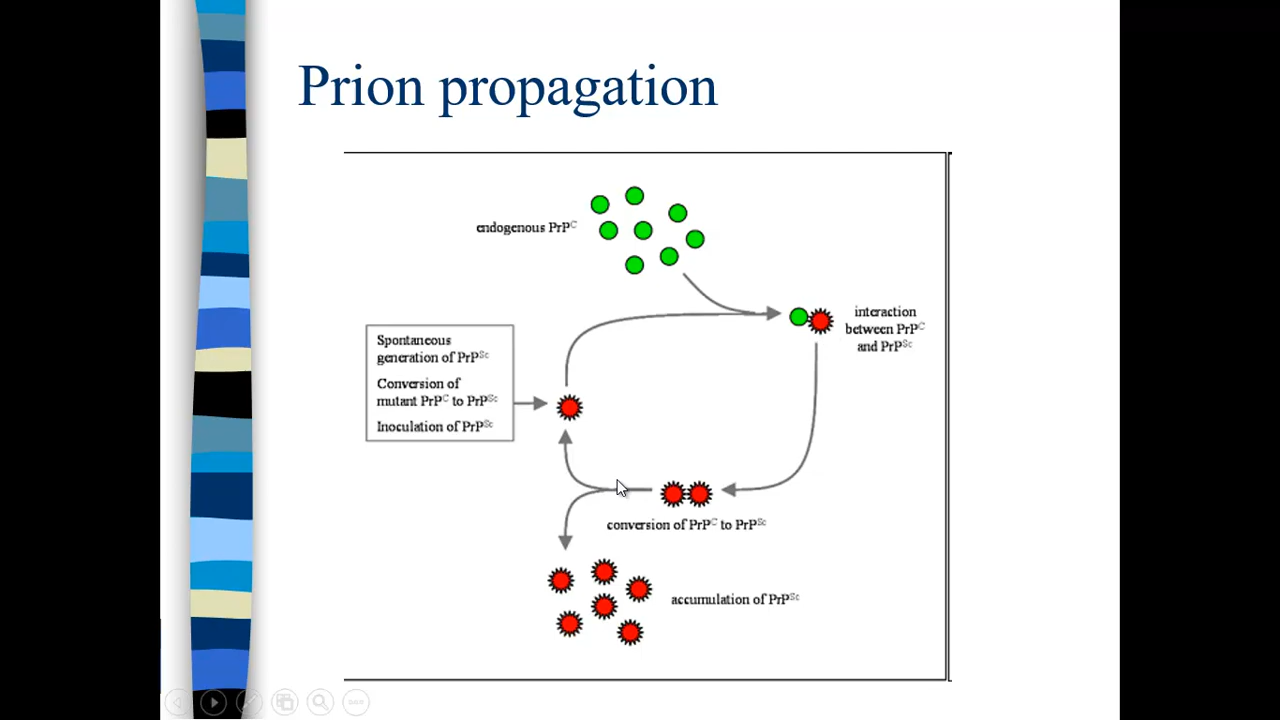 Prion propagation
endogenous PrPC
interaction
between PrPC
and PrPSc
Spontaneous
generation of PrPSc
Conversion of
mutant PrPC to PrPSc
Inoculation of PrPSc
conversion of PrPC to PrPSc
accumulation of PrPSc